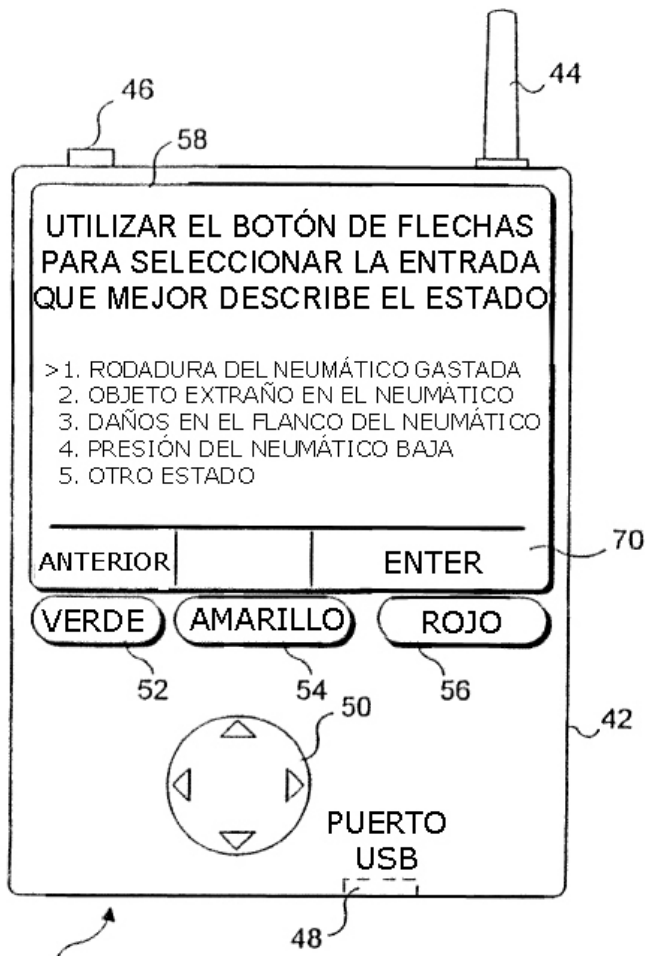 44
46
58
UTILIZAR EL BOTÓN DE FLECHAS
PARA SELECCIONAR LA ENTRADA
QUE MEJOR DESCRIBE EL ESTADO
>1. RODADURA DEL NEUMÁTICO GASTADA
2. OBJETO EXTRAÑO EN EL NEUMÁTICO
3. DAÑOS EN EL FLANCO DEL NEUMÁTICO
4. PRESIÓN DEL NEUMÁTICO BAJA
5. OTRO ESTADO
70
ANTERIOR ENTER
VERDE AMARILLO ROJO
52 54 56
50
42
PUERTO
USB
48